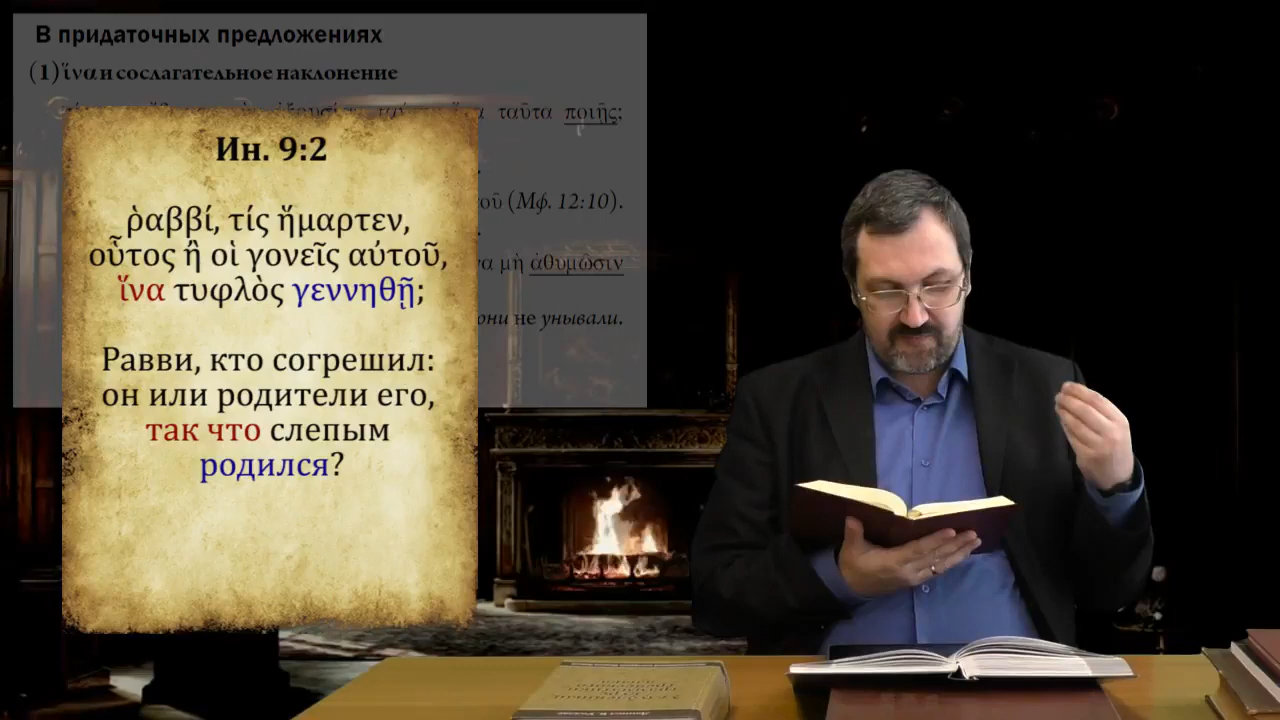 В придаточных предложениях
(1) ἵνα и сослагательное наклонение
ταῦτα ποιῇς;
(Мф. 12:10).
μὴ ἀθυμῶσιν
они не унывали.
Ин. 9:2
ῥαββί, τίς ἥμαρτεν,
οὗτος ἢ οἱ γονεῖς αὐτοῦ,
ἵνα τυφλὸς γεννηθῇ;
Равви, кто согрешил:
он или родители его,
так что слепым
родился?